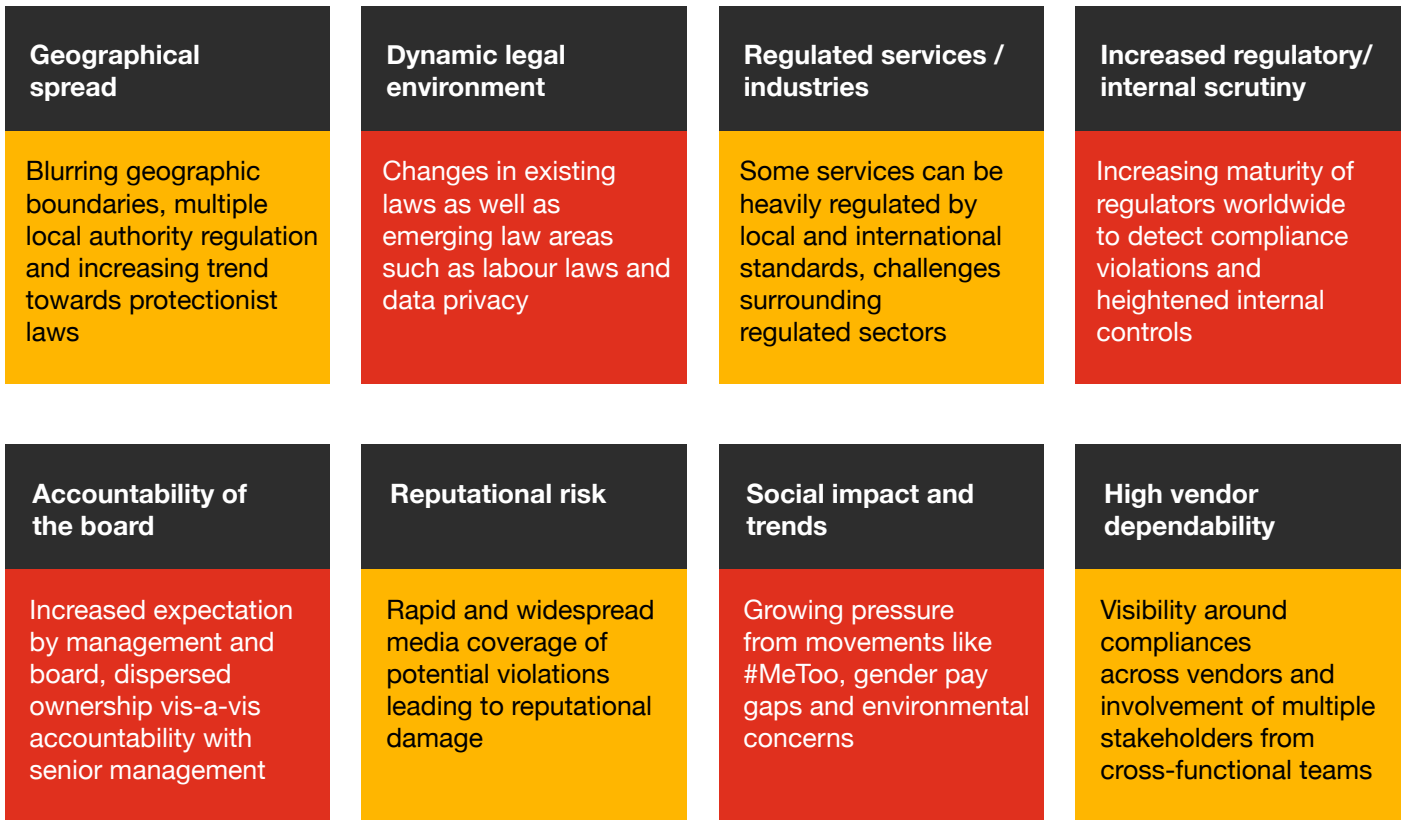 Geographical
spread
Blurring geographic
boundaries, multiple
local authority regulation
and increasing trend
towards protectionist
laws
Dynamic legal
environment
Changes in existing
laws as well as
emerging law areas
such as labour laws and
data privacy
Regulated services /
industries
Some services can be
heavily regulated by
local and international
standards, challenges
surrounding
regulated sectors
Increased regulatory/
internal scrutiny
Increasing maturity of
regulators worldwide
to detect compliance
violations and
heightened internal
controls
Accountability of
the board
Increased expectation
by management and
board, dispersed
ownership vis-a-vis
accountability with
senior management
Reputational risk
Rapid and widespread
media coverage of
potential violations
leading to reputational
damage
Social impact and
trends
Growing pressure
from movements like
#MeToo, gender pay
gaps and environmental
concerns
High vendor
dependability
Visibility around
compliances
across vendors and
involvement of multiple
stakeholders from
cross-functional teams